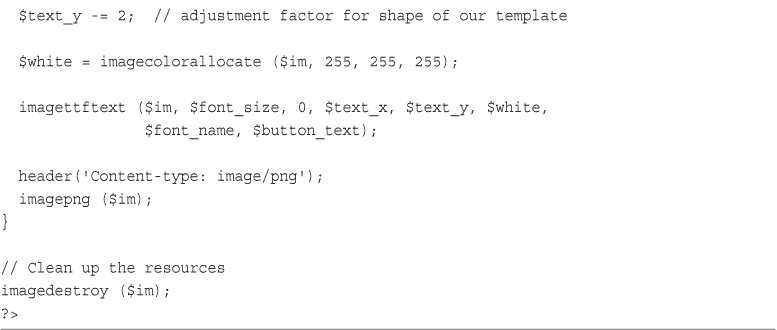 $text_y -= 2;  // adjustment factor for shape of our template
$white = imagecolorallocate ($im, 255, 255, 255);
imagettftext ($im, $font_size, 0, $text_x, $text_y, $white,
$font_name, $button_text);
header('Content-type: image/png');
imagepng ($im);
}
// Clean up the resources
imagedestroy ($im);
?>